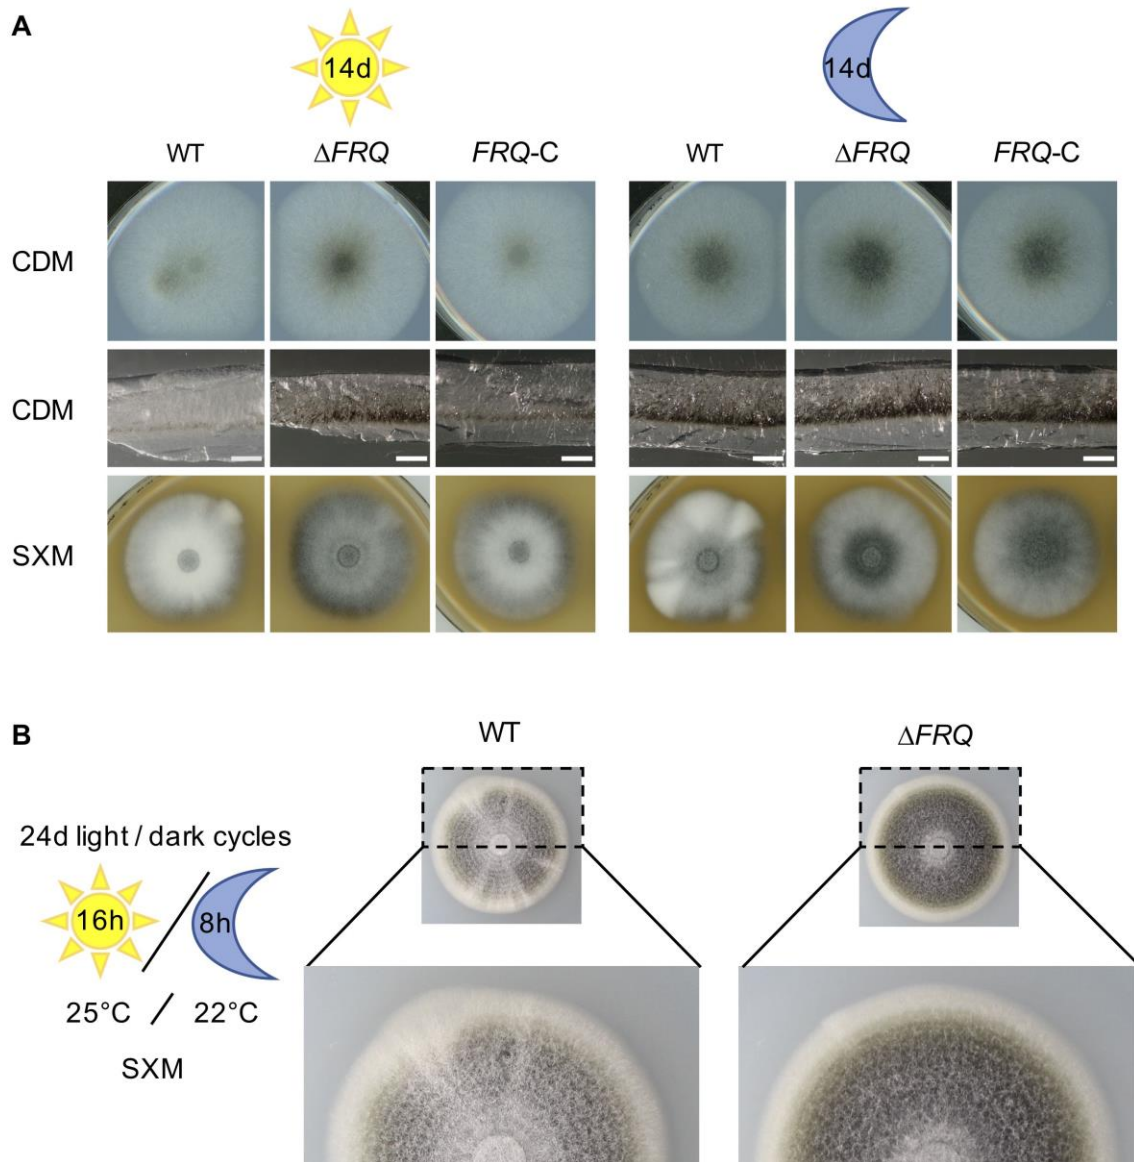 A
14d
14d
WT
ΔFRQ
FRQ-C
WT
ΔFRQ
FRQ-C
CDM
CDM
SXM
B
WT
ΔFRQ
24d light / dark cycles
16h
8h
25°C / 22°C
SXM